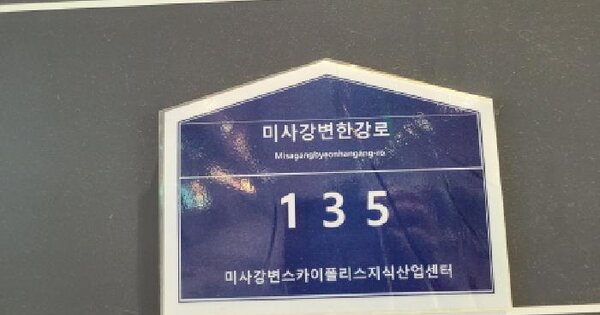 미사강변한강로
Misagangbyeonhangang-ro
135
미사강변스카이폴리스지식산업센터